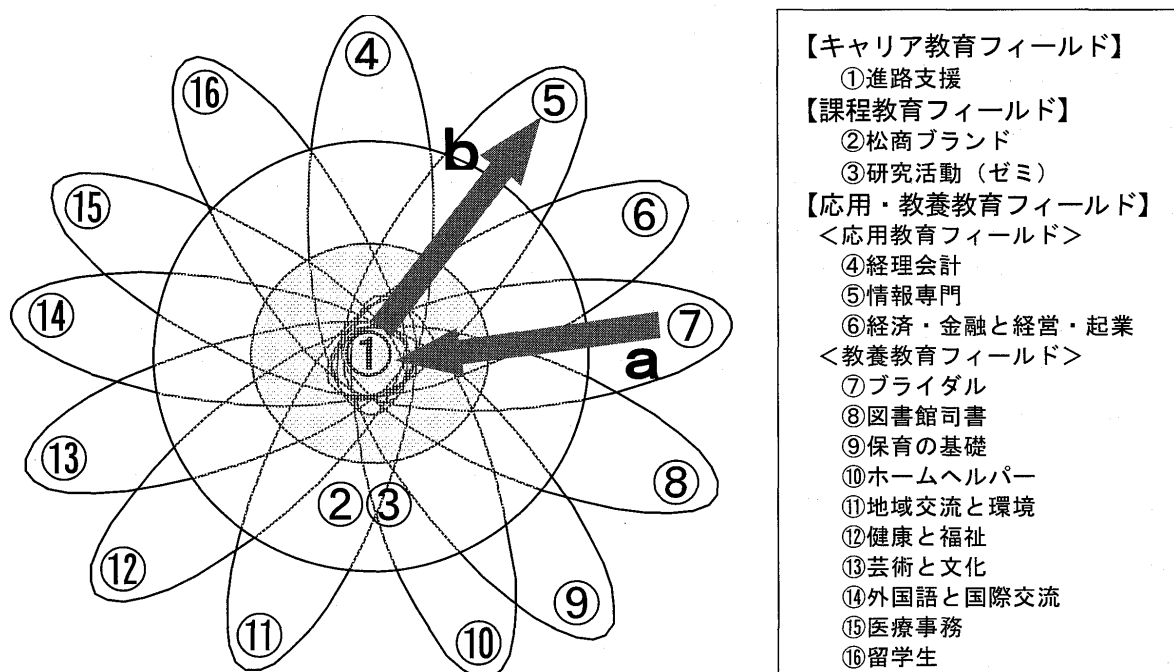 ④
⑯
⑤
b
⑮
⑥
⑭
⑦
①
a
⑬
⑧
②
③
⑫
⑨
⑪
⑩
【キャリア教育フィールド】
①進路支援
【課程教育フィールド】
②松商ブランド
③研究活動（ゼミ）
【応用・教養教育フィールド】
＜応用教育フィールド＞
④経理会計
⑤情報専門
⑥経済・金融と経営・起業
＜教養教育フィールド＞
⑦ブライダル
⑧図書館司書
⑨保育の基礎
⑩ホームヘルパー
⑪地域交流と環境
⑫健康と福祉
⑬芸術と文化
⑭外国語と国際交流
⑮医療事務
⑯留学生